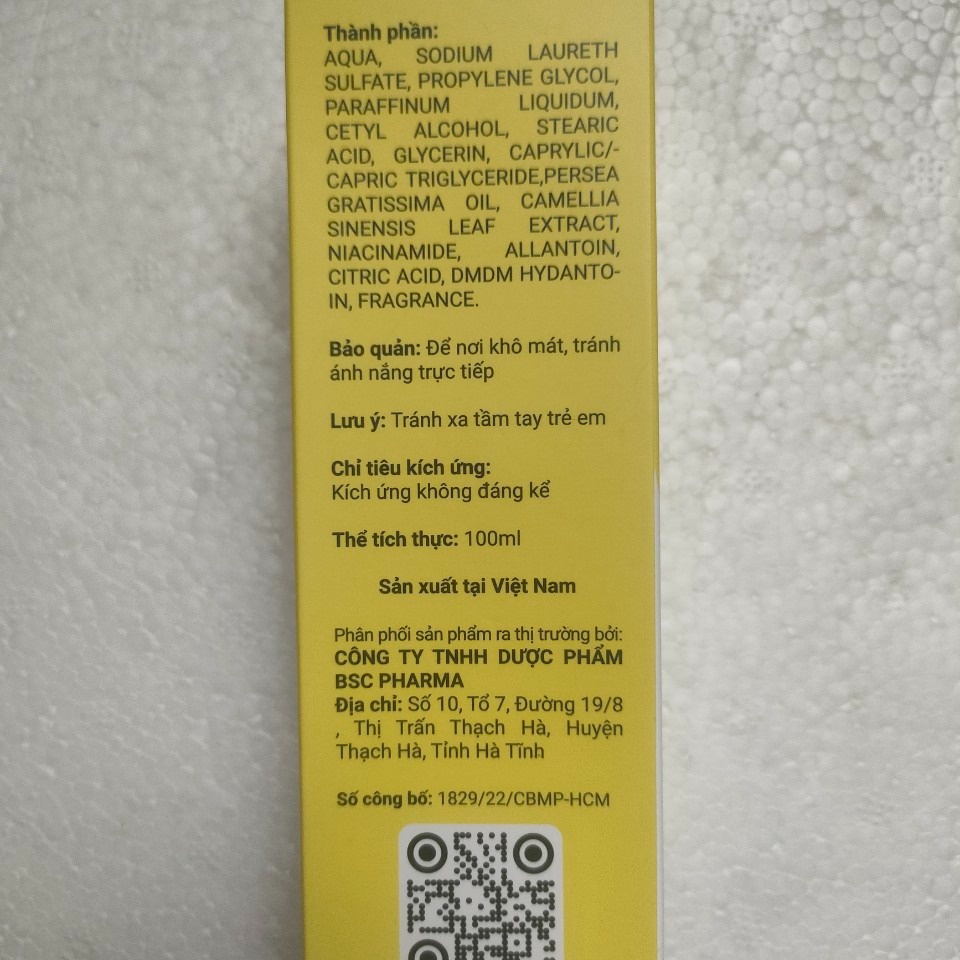 Thành phần:
AQUA, SODIUM LAURETH
SULFATE, PROPYLENE GLYCOL,
PARAFFINUM LIQUIDUM,
CETYL ALCOHOL, STEARIC
ACID, GLYCERIN, CAPRYLIC/-
CAPRIC TRIGLYCERIDE,PERSEA
GRATISSIMA OIL, CAMELLIA
SINENSIS LEAF EXTRACT,
NIACINAMIDE, ALLANTOIN,
CITRIC ACID, DMDM HYDANTO-
IN, FRAGRANCE.
Bảo quản: Để nơi khô mát, tránh
ánh nắng trực tiếp
Lưu ý: Tránh xa tầm tay trẻ em
Chỉ tiêu kích ứng:
Kích ứng không đáng kể
Thể tích thực: 100ml
Sản xuất tại Việt Nam
Phân phối sản phẩm ra thị trường bởi:
CÔNG TY TNHH DƯỢC PHẨM
BSC PHARMA
Địa chỉ: Số 10, Tổ 7, Đường 19/8
, Thị Trấn Thạch Hà, Huyện
Thạch Hà, Tỉnh Hà Tĩnh
Số công bố: 1829/22/CBMP-HCM